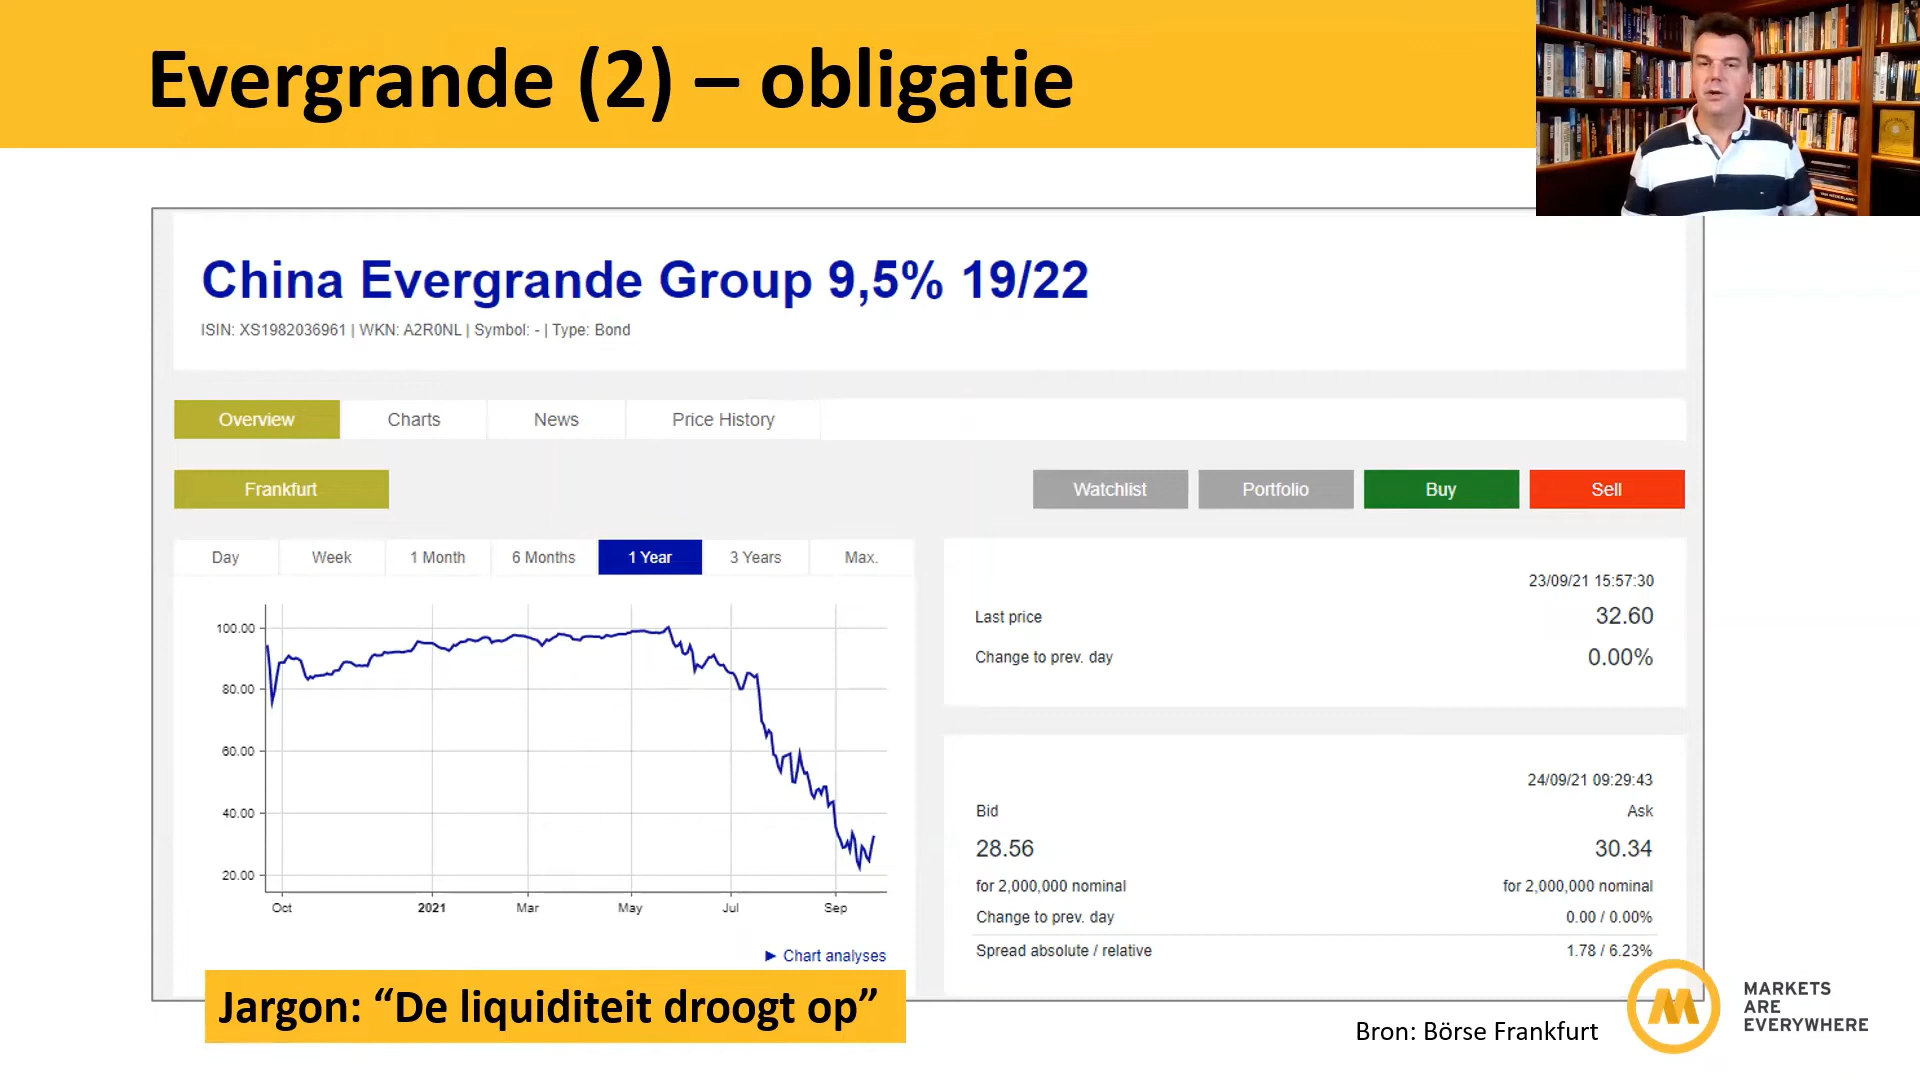 Evergrande (2) – obligatie
China Evergrande Group 9,5% 19/22
ISIN: XS1982036961 | WKN: A2R0NL | Symbol: - | Type: Bond
Overview Charts News Price History
Frankfurt Watchlist Portfolio Buy Sell
Day Week 1 Month 6 Months 1 Year 3 Years Max.
100.00
80.00
60.00
40.00
20.00
Oct 2021 Mar May Jul Sep
► Chart analyses
23/09/21 15:57:30
Last price 32.60
Change to prev. day 0.00%
24/09/21 09:29:43
Bid Ask
28.56 30.34
for 2,000,000 nominal for 2,000,000 nominal
Change to prev. day 0.00 / 0.00%
Spread absolute / relative 1.78 / 6.23%
Jargon: “De liquiditeit droogt op”
Bron: Börse Frankfurt
MARKETS
ARE
EVERYWHERE